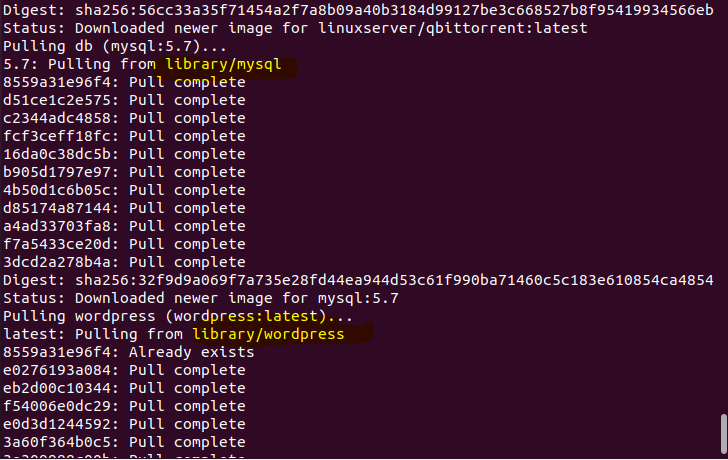 Digest: sha256:56cc33a35f71454a2f7a8b09a40b3184d99127be3c668527b8f95419934566eb
Status: Downloaded newer image for linuxserver/qbittorrent:latest
Pulling db (mysql:5.7)...
5.7: Pulling from library/mysql
8559a31e96f4: Pull complete
d51ce1c2e575: Pull complete
c2344adc4858: Pull complete
fcf3ceff18fc: Pull complete
16da0c38dc5b: Pull complete
b905d1797e97: Pull complete
4b50d1c6b05c: Pull complete
d85174a87144: Pull complete
a4ad33703fa8: Pull complete
f7a5433ce20d: Pull complete
3dcd2a278b4a: Pull complete
Digest: sha256:32f9d9a069f7a735e28fd44ea944d53c61f990ba71460c5c183e610854ca4854
Status: Downloaded newer image for mysql:5.7
Pulling wordpress (wordpress:latest)...
latest: Pulling from library/wordpress
8559a31e96f4: Already exists
e0276193a084: Pull complete
eb2d00c10344: Pull complete
f54006e0dc29: Pull complete
e0d3d1244592: Pull complete
3a60f364b0c5: Pull complete
Pull complete